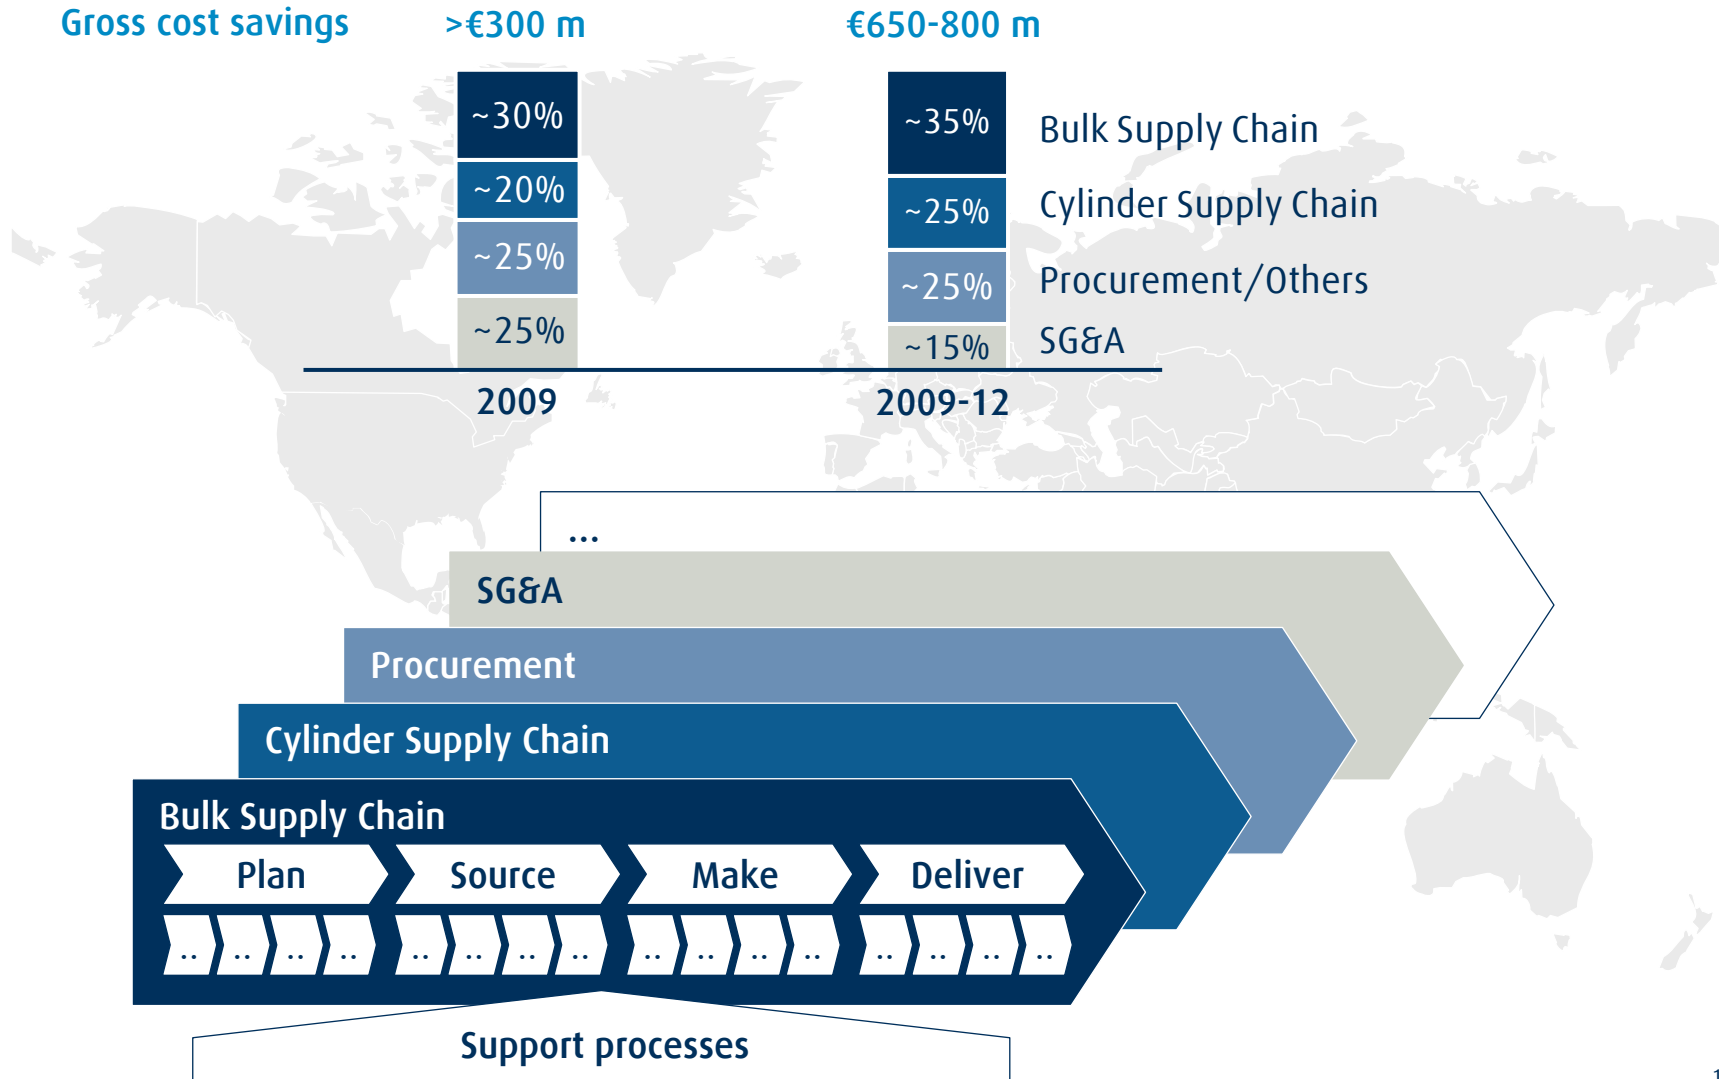 Gross cost savings >€300 m €650-800 m
~30%
~20%
~25%
~25%
~35% Bulk Supply Chain
~25% Cylinder Supply Chain
~25% Procurement/Others
~15% SG&A
2009 2009-12
...
SG&A
Procurement
Cylinder Supply Chain
Bulk Supply Chain
Plan Source Make Deliver
.. .. .. .. .. .. .. .. .. .. .. .. .. .. .. ..
Support processes
1